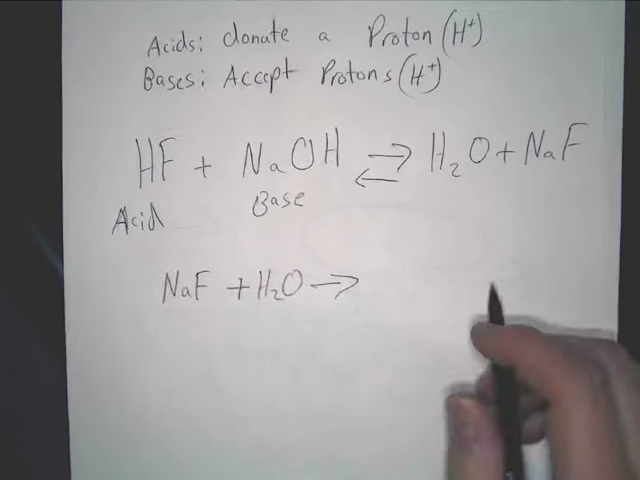 Acids: donate a Proton (H⁺)
Bases: Accept Protons (H⁺)
HF + NaOH ⇌ H₂O + NaF
Acid Base
NaF + H₂O →